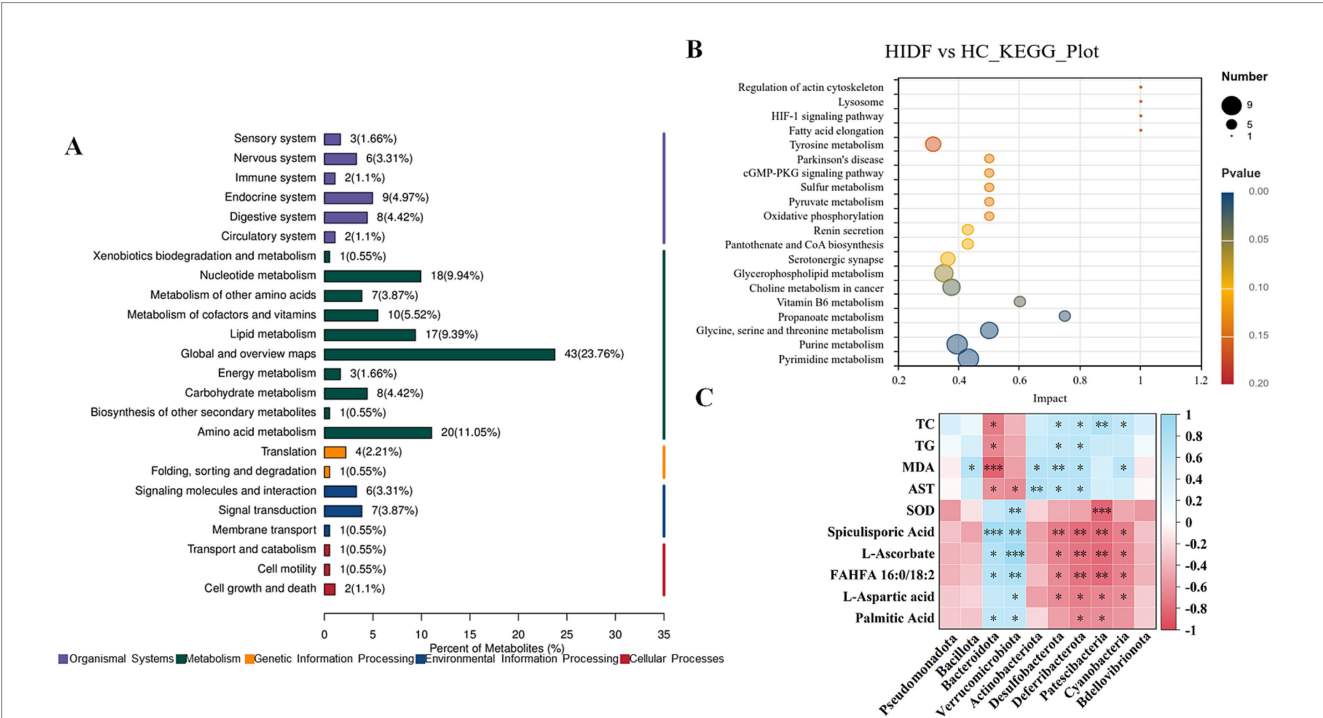 A
Sensory system 3(1.66%)
Nervous system 6(3.31%)
Immune system 2(1.1%)
Endocrine system 9(4.97%)
Digestive system 8(4.42%)
Circulatory system 2(1.1%)
Xenobiotics biodegradation and metabolism 1(0.55%)
Nucleotide metabolism 18(9.94%)
Metabolism of other amino acids 7(3.87%)
Metabolism of cofactors and vitamins 10(5.52%)
Lipid metabolism 17(9.39%)
Global and overview maps 43(23.76%)
Energy metabolism 3(1.66%)
Carbohydrate metabolism 8(4.42%)
Biosynthesis of other secondary metabolites 1(0.55%)
Amino acid metabolism 20(11.05%)
Translation 4(2.21%)
Folding, sorting and degradation 1(0.55%)
Signaling molecules and interaction 6(3.31%)
Signal transduction 7(3.87%)
Membrane transport 1(0.55%)
Transport and catabolism 1(0.55%)
Cell motility 1(0.55%)
Cell growth and death 2(1.1%)
0 5 10 15 20 25 30 35
Percent of Metabolites (%)
Organismal Systems Metabolism Genetic Information Processing Environmental Information Processing Cellular Processes
B
HIDF vs HC_KEGG_Plot
Regulation of actin cytoskeleton
Lysosome
HIF-1 signaling pathway
Fatty acid elongation
Tyrosine metabolism
Parkinson's disease
cGMP-PKG signaling pathway
Sulfur metabolism
Pyruvate metabolism
Oxidative phosphorylation
Renin secretion
Pantothenate and CoA biosynthesis
Serotonergic synapse
Glycerophospholipid metabolism
Choline metabolism in cancer
Vitamin B6 metabolism
Propanoate metabolism
Glycine, serine and threonine metabolism
Purine metabolism
Pyrimidine metabolism
0.2 0.4 0.6 0.8 1 1.2
Impact
Number
9
5
1
Pvalue
0.00
0.05
0.10
0.15
0.20
C
TC * * * ** *
TG * * *
MDA * *** * ** * *
AST * * ** * *
SOD ** ***
Spiculisporic Acid *** ** ** ** ** *
L-Ascorbate * *** * ** ** *
FAHFA 16:0/18:2 * ** * ** ** *
L-Aspartic acid * * * * *
Palmitic Acid * * * *
Pseudomonadota
Bacillota
Bacteroidota
Verrucomicrobiota
Actinobacteriota
Desulfobacterota
Deferribacterota
Patescibacteria
Cyanobacteria
Bdellovibrionota
1
0.8
0.6
0.4
0.2
0
-0.2
-0.4
-0.6
-0.8
-1